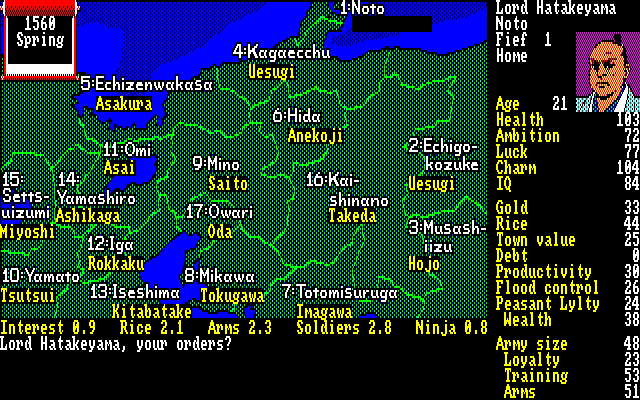 1560
Spring
1:Noto
4:Kagaecchu
Uesugi
5:Echizenwakasa
Asakura
6:Hida
Anekoji
11:Omi
Asai
9:Mino
Saito
2:Echigo-
kozuke
Uesugi
15:
Setts-
uizumi
Miyoshi
14:
Yamashiro
Ashikaga
16:Kai-
shinano
Takeda
17:Owari
Oda
3:Musash-
iizu
Hojo
12:Iga
Rokkaku
10:Yamato
Tsutsui
8:Mikawa
Tokugawa
13:Iseshima
Kitabatake
7:Totomisuruga
Imagawa
Interest 0.9 Rice 2.1 Arms 2.3 Soldiers 2.8 Ninja 0.8
Lord Hatakeyama, your orders?
Lord Hatakeyama
Noto
Fief 1
Home
Age 21
Health 103
Ambition 72
Luck 77
Charm 104
IQ 84
Gold 33
Rice 44
Town value 25
Debt 0
Productivity 30
Flood control 26
Peasant Lylty 24
Wealth 38
Army size 48
Loyalty 23
Training 53
Arms 51